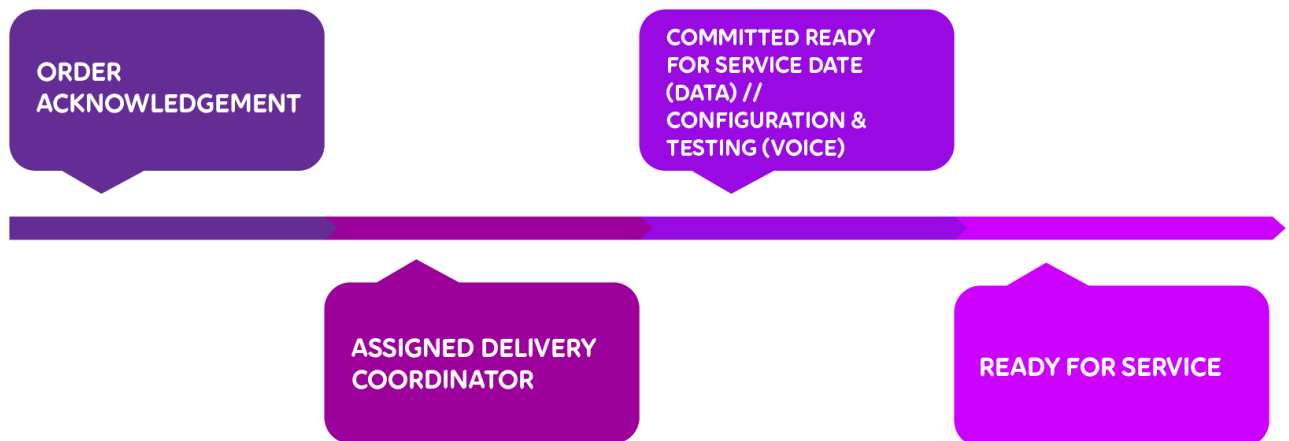 ORDER
ACKNOWLEDGEMENT
ASSIGNED DELIVERY
COORDINATOR
COMMITTED READY
FOR SERVICE DATE
(DATA) //
CONFIGURATION &
TESTING (VOICE)
READY FOR SERVICE